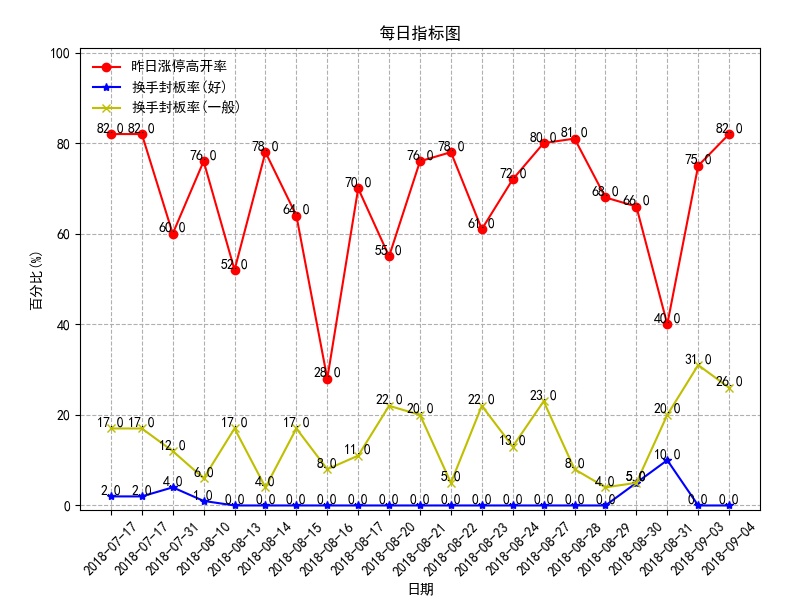 每日指标图
100
80
60
40
20
0
百分比(%)
昨日涨停高开率
换手封板率(好)
换手封板率(一般)
82.0 82.0 60.0 76.0 52.0 78.0 64.0 28.0 70.0 55.0 76.0 78.0 61.0 72.0 80.0 81.0 68.0 66.0 40.0 75.0 82.0
17.0 17.0 12.0 6.0 17.0 4.0 17.0 8.0 11.0 22.0 20.0 5.0 22.0 13.0 23.0 8.0 4.0 5.0 20.0 31.0 26.0
2.0 2.0 4.0 1.0 0.0 0.0 0.0 0.0 0.0 0.0 0.0 0.0 0.0 0.0 0.0 0.0 0.0 5.0 10.0 0.0 0.0
2018-07-17 2018-07-17 2018-07-31 2018-08-10 2018-08-13 2018-08-14 2018-08-15 2018-08-16 2018-08-17 2018-08-20 2018-08-21 2018-08-22 2018-08-23 2018-08-24 2018-08-27 2018-08-28 2018-08-29 2018-08-30 2018-08-31 2018-09-03 2018-09-04
日期